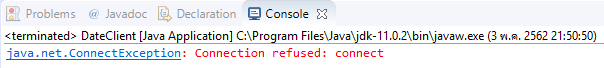 Problems @ Javadoc Declaration Console
<terminated> DateClient [Java Application] C:\Program Files\Java\jdk-11.0.2\bin\javaw.exe (3 พ.ค. 2562 21:50:50)
java.net.ConnectException: Connection refused: connect